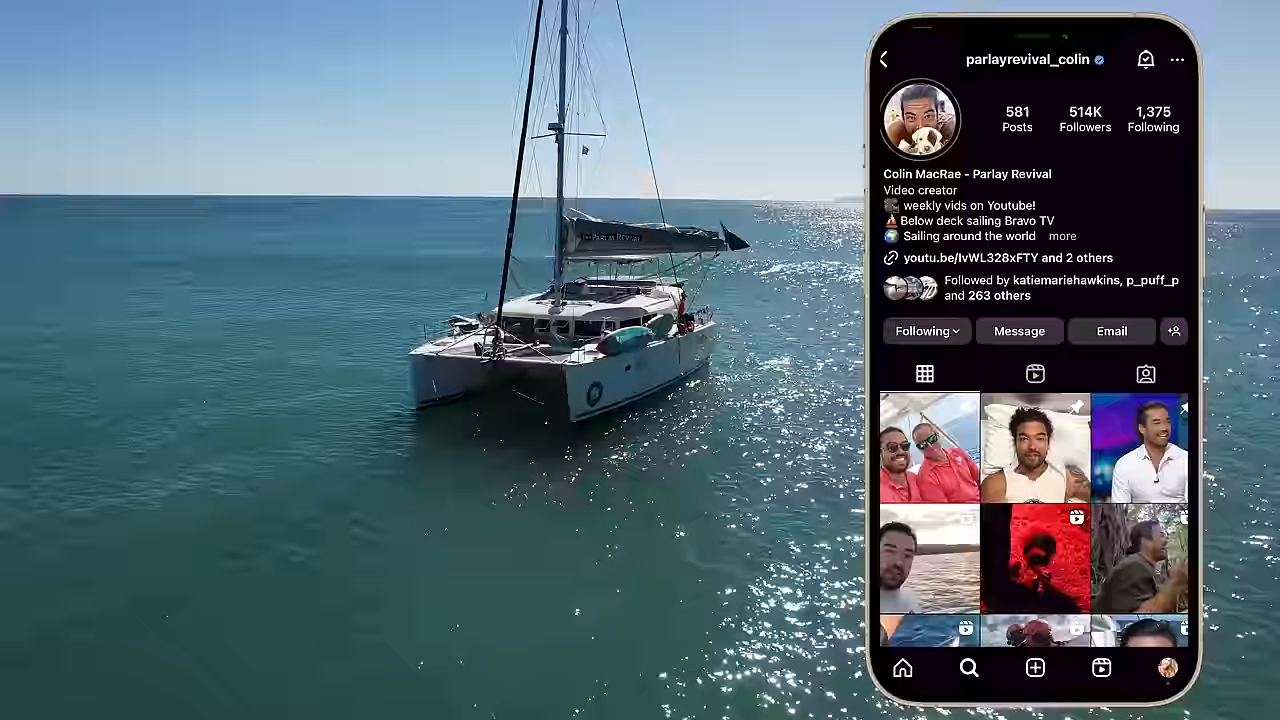 PARLAY REVIVAL
parlayrevival_colin
581
514K
1,375
Posts
Followers
Following
Colin MacRae - Parlay Revival
Video creator
weekly vids on Youtube!
Below deck sailing Bravo TV
Sailing around the world more
youtu.be/IvWL328xFTY and 2 others
Followed by katiemariehawkins, p_puff_p
and 263 others
Following
Message
Email